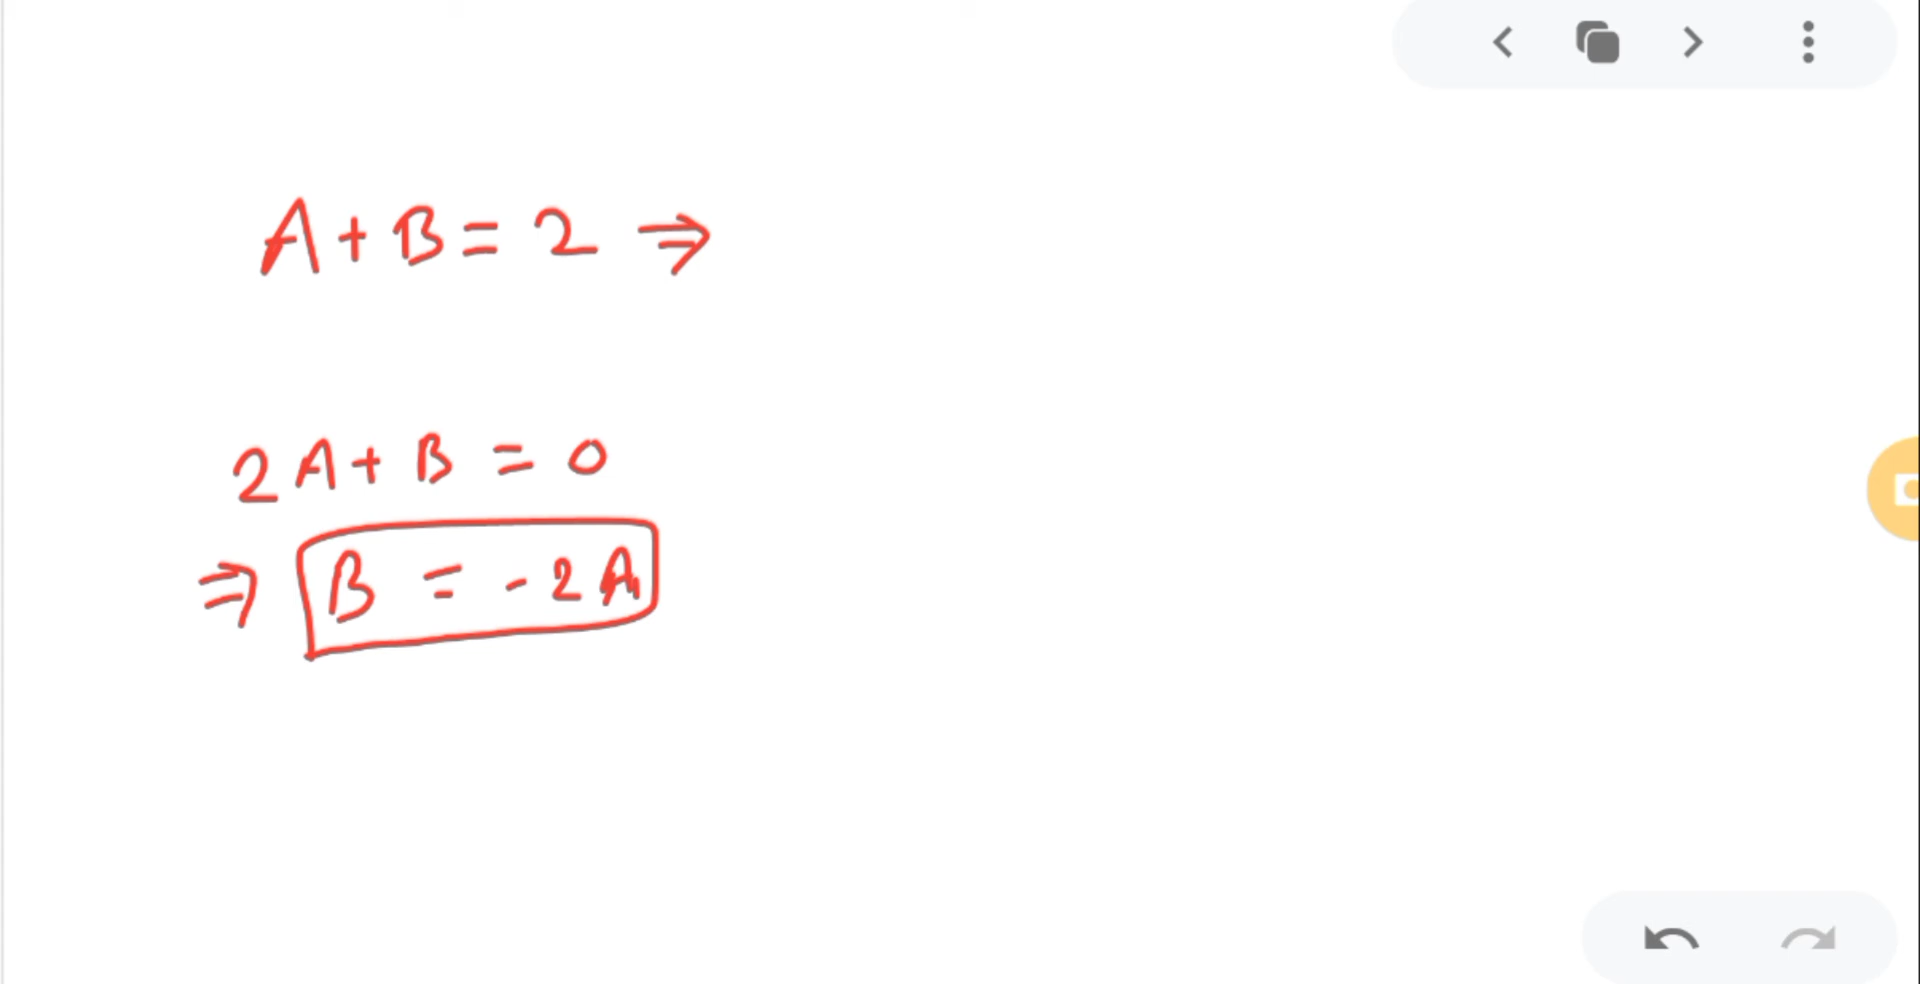 A + B = 2 ⇒
2A + B = 0
⇒ B = -2A